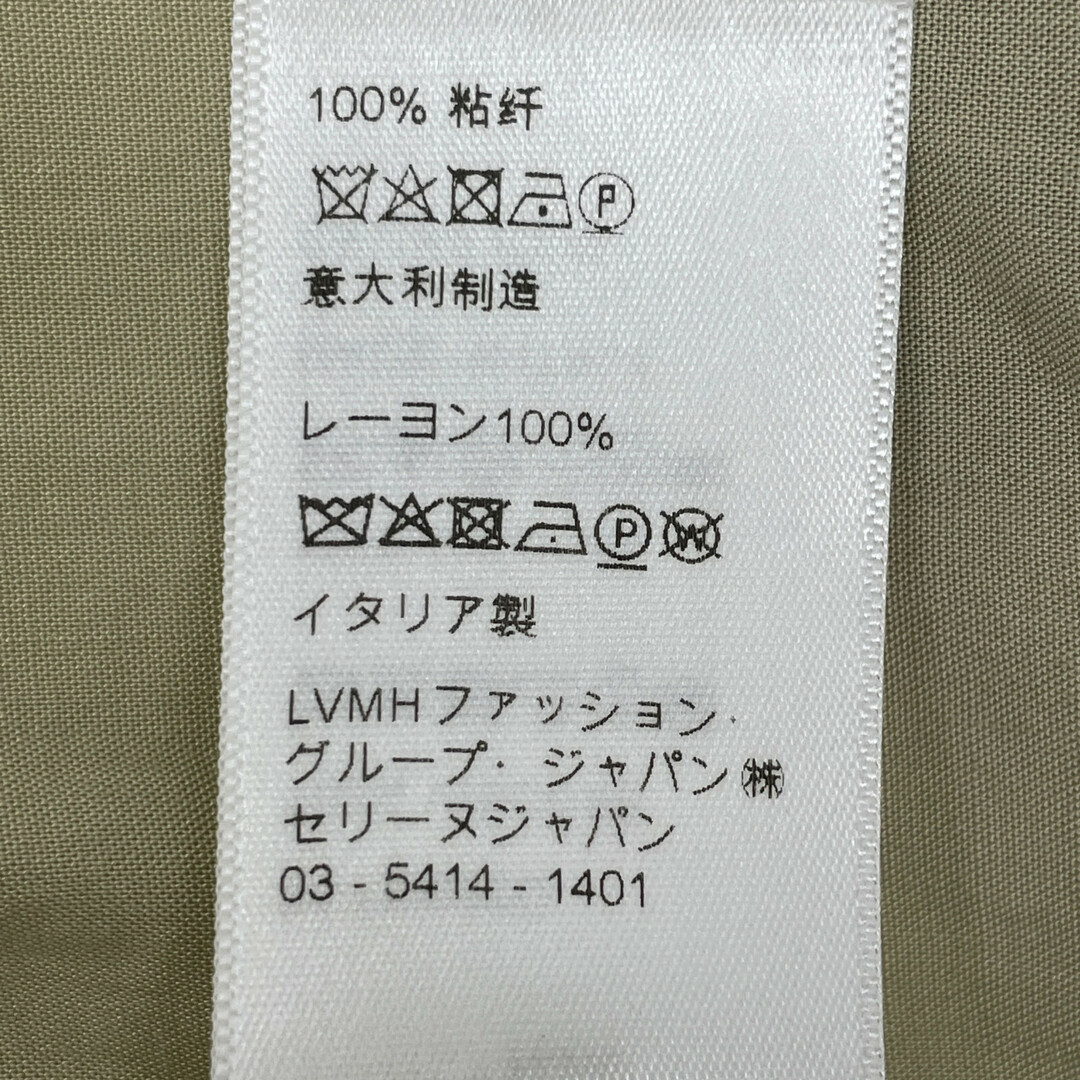 100% 粘纤
P
意大利制造
レーヨン100%
P W
イタリア製
LVMHファッション・
グループ・ジャパン㈱
セリーヌジャパン
03 - 5414 - 1401